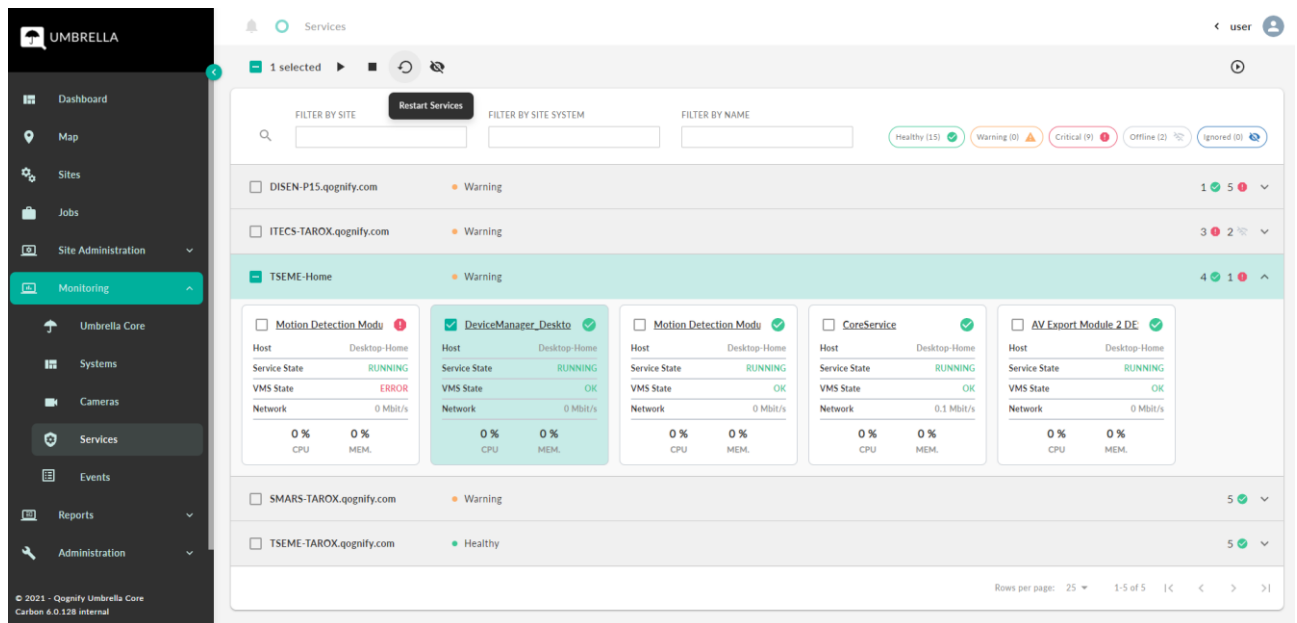 UMBRELLA
Services
user
1 selected
Restart Services
Dashboard
Map
Sites
Jobs
Site Administration
Monitoring
Umbrella Core
Systems
Cameras
Services
Events
Reports
Administration
© 2021 - Qognify Umbrella Core
Carbon 6.0.128 internal
FILTER BY SITE FILTER BY SITE SYSTEM FILTER BY NAME
Healthy (15) Warning (0) Critical (9) Offline (2) Ignored (0)
DISEN-P15.qognify.com Warning 1 5
ITECS-TAROX.qognify.com Warning 3 2
TSEME-Home Warning 4 1
Motion Detection Modu
Host Desktop-Home
Service State RUNNING
VMS State ERROR
Network 0 Mbit/s
0 % 0 %
CPU MEM.
DeviceManager_Deskto
Host Desktop-Home
Service State RUNNING
VMS State OK
Network 0 Mbit/s
0 % 0 %
CPU MEM.
Motion Detection Modu
Host Desktop-Home
Service State RUNNING
VMS State OK
Network 0 Mbit/s
0 % 0 %
CPU MEM.
CoreService
Host Desktop-Home
Service State RUNNING
VMS State OK
Network 0.1 Mbit/s
0 % 0 %
CPU MEM.
AV Export Module 2 DE
Host Desktop-Home
Service State RUNNING
VMS State OK
Network 0 Mbit/s
0 % 0 %
CPU MEM.
SMARS-TAROX.qognify.com Warning 5
TSEME-TAROX.qognify.com Healthy 5
Rows per page: 25 1-5 of 5